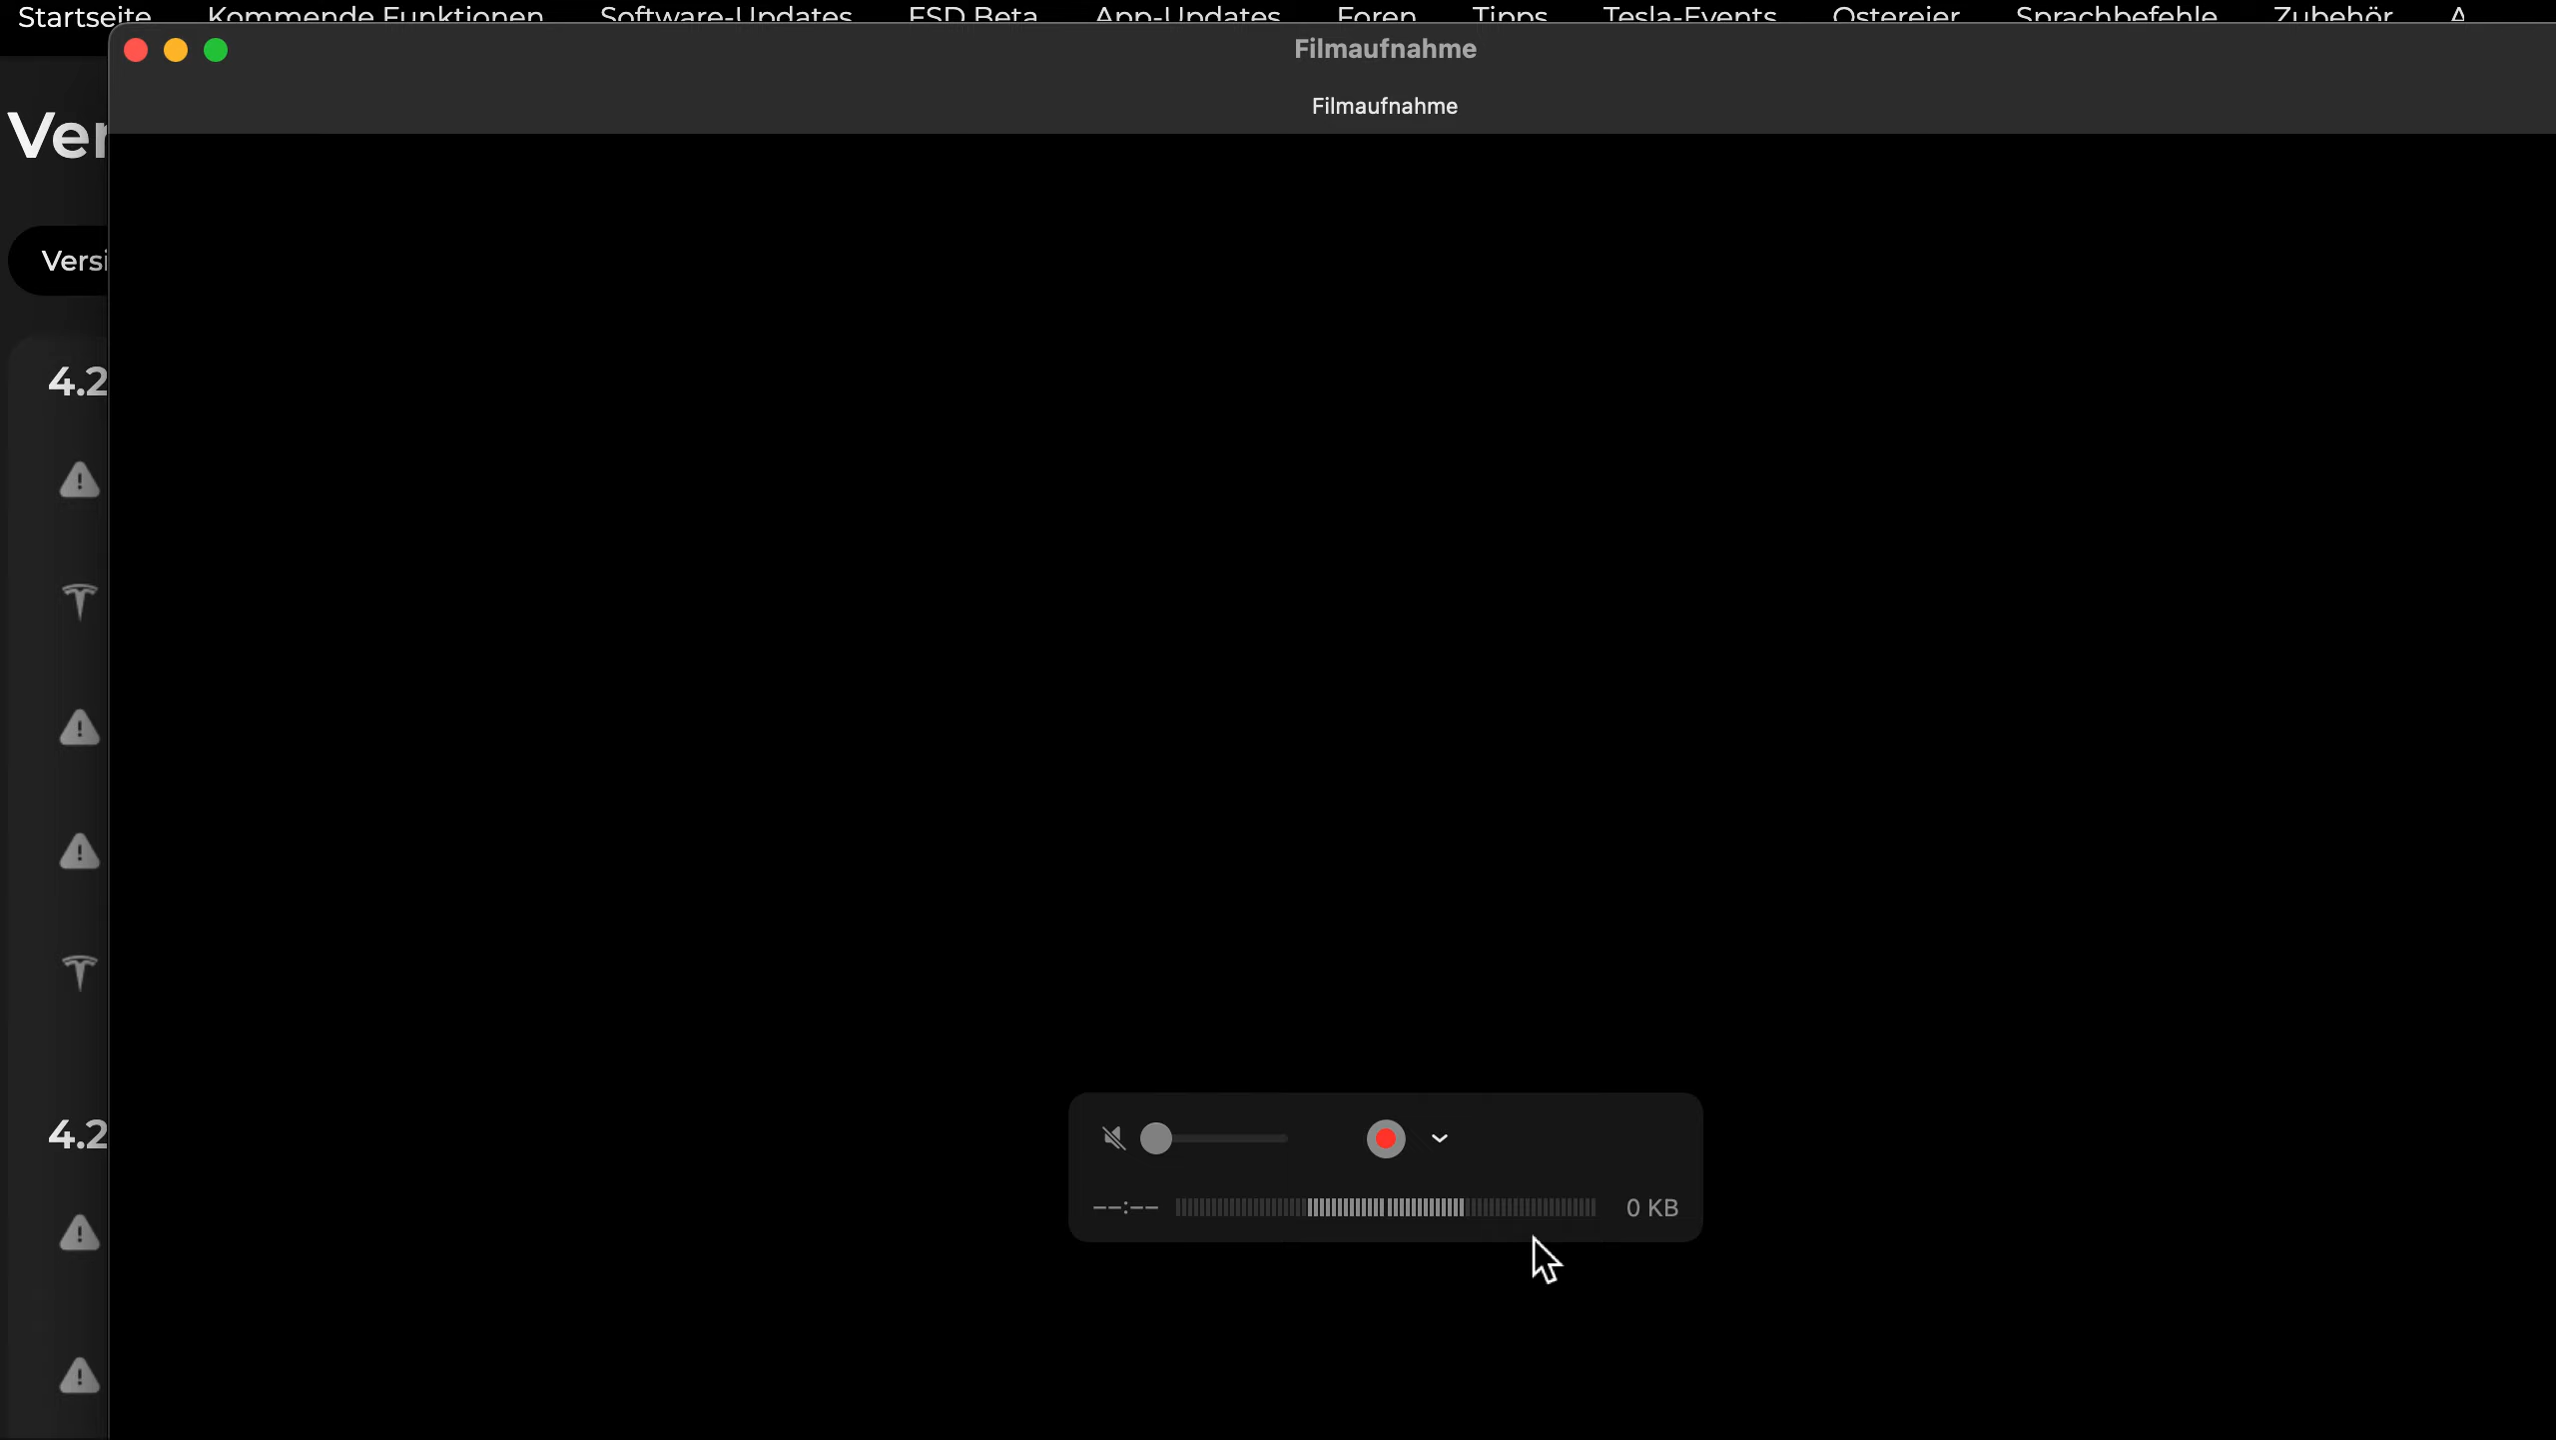 Startseite Kommende Funktionen Software-Updates FSD Beta App-Updates Foren Tipps Tesla-Events Ostereier Sprachbefehle Zubehör A
Filmaufnahme
Filmaufnahme
Ver
Versi
4.2
4.2
--:-- 0 KB